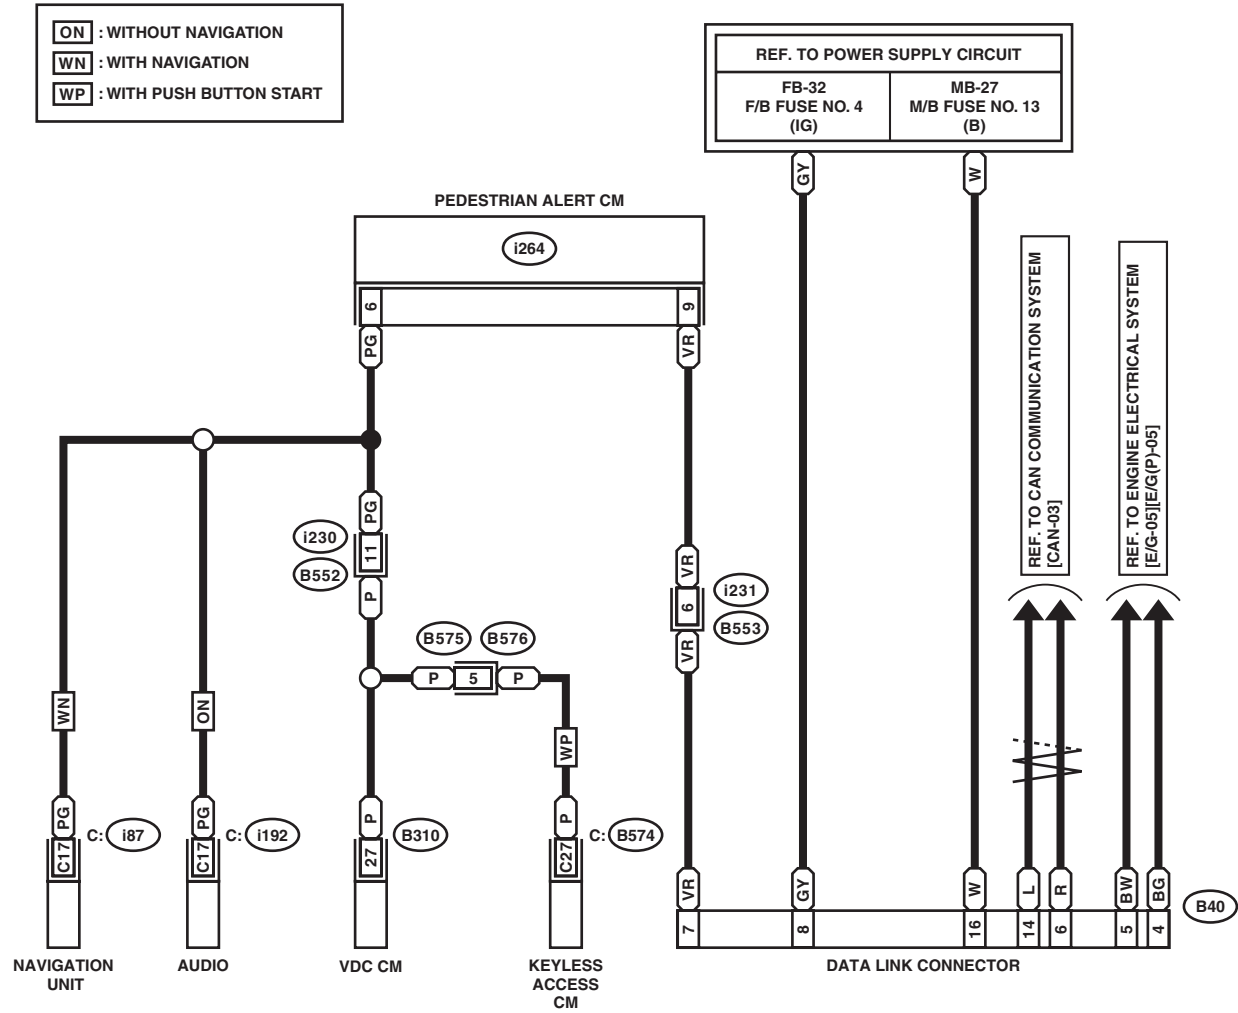 ON : WITHOUT NAVIGATION
WN : WITH NAVIGATION
WP : WITH PUSH BUTTON START
REF. TO POWER SUPPLY CIRCUIT
FB-32
F/B FUSE NO. 4
(IG)
MB-27
M/B FUSE NO. 13
(B)
GY
W
PEDESTRIAN ALERT CM
i264
6
9
PG
VR
REF. TO CAN COMMUNICATION SYSTEM
[CAN-03]
REF. TO ENGINE ELECTRICAL SYSTEM
[E/G-05][E/G(P)-05]
PG
i230
11
B552
P
VR
i231
6
B553
VR
B575
B576
P
5
P
WN
ON
WP
PG
C: i87
C17
PG
C: i192
C17
P
B310
27
P
C: B574
C27
VR
GY
W
L
R
BW
BG
B40
7
8
16
14
6
5
4
NAVIGATION
UNIT
AUDIO
VDC CM
KEYLESS
ACCESS
CM
DATA LINK CONNECTOR